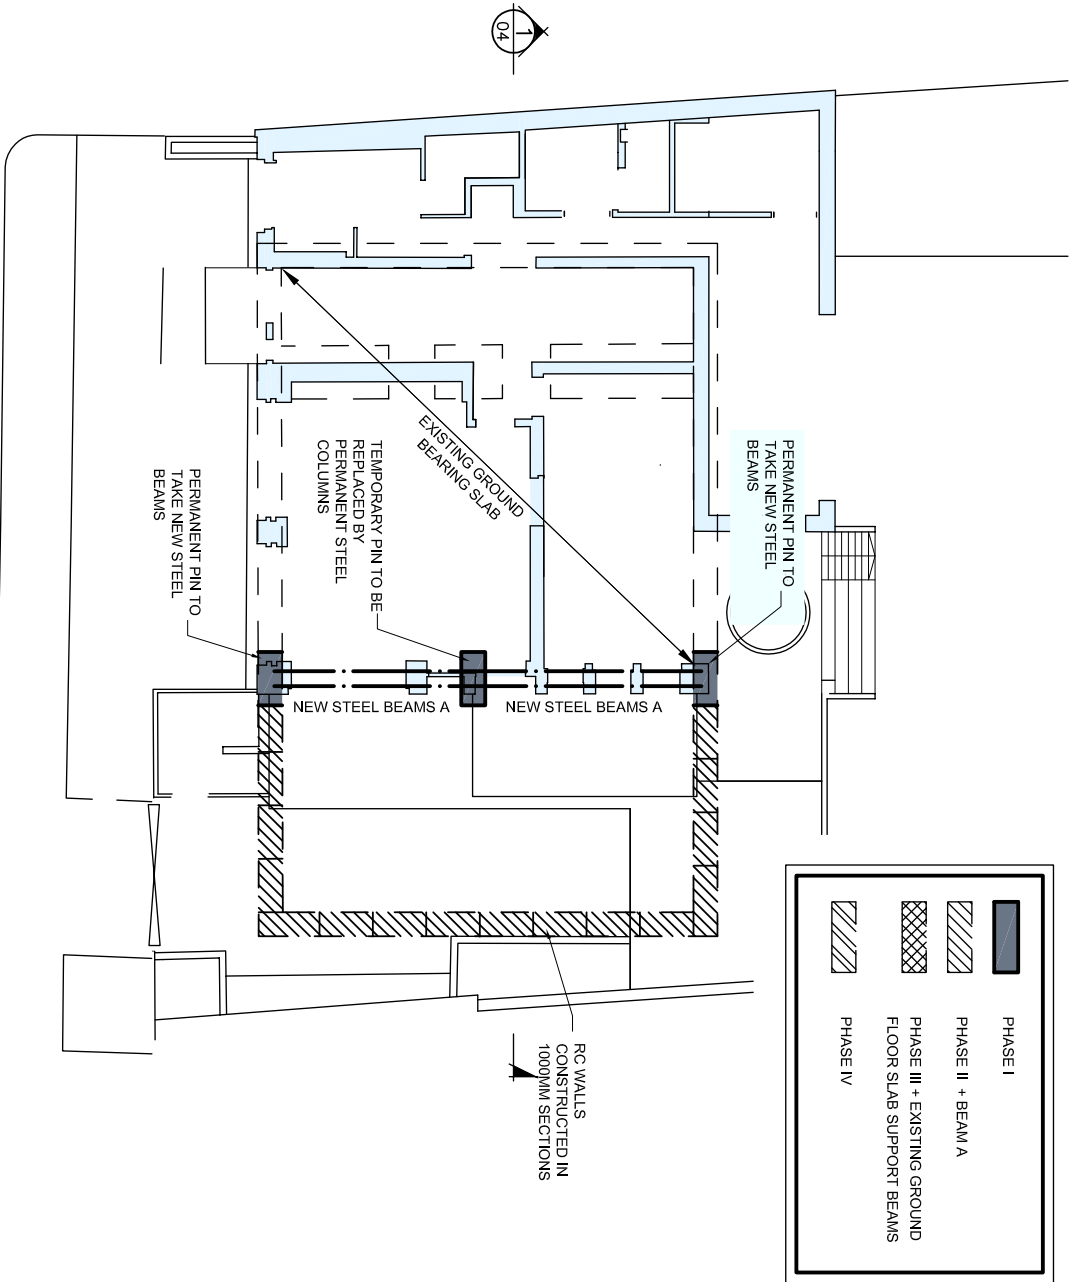 1
04
PERMANENT PIN TO
TAKE NEW STEEL
BEAMS
EXISTING GROUND
BEARING SLAB
TEMPORARY PIN TO BE
REPLACED BY
PERMANENT STEEL
COLUMNS
PERMANENT PIN TO
TAKE NEW STEEL
BEAMS
NEW STEEL BEAMS A
NEW STEEL BEAMS A
RC WALLS
CONSTRUCTED IN
1000MM SECTIONS
PHASE I
PHASE II + BEAM A
PHASE III + EXISTING GROUND
FLOOR SLAB SUPPORT BEAMS
PHASE IV